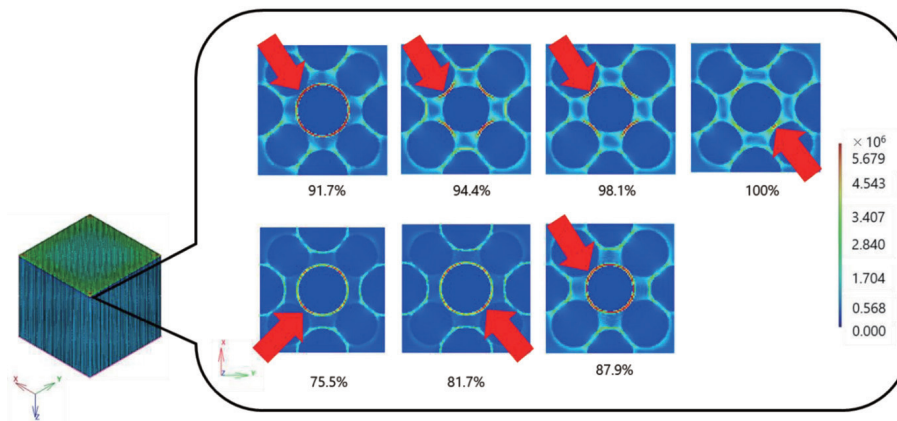 91.7%
94.4%
98.1%
100%
× 10⁶
5.679
4.543
3.407
2.840
1.704
0.568
0.000
75.5%
81.7%
87.9%
X
Z
Y
X
Y
Z